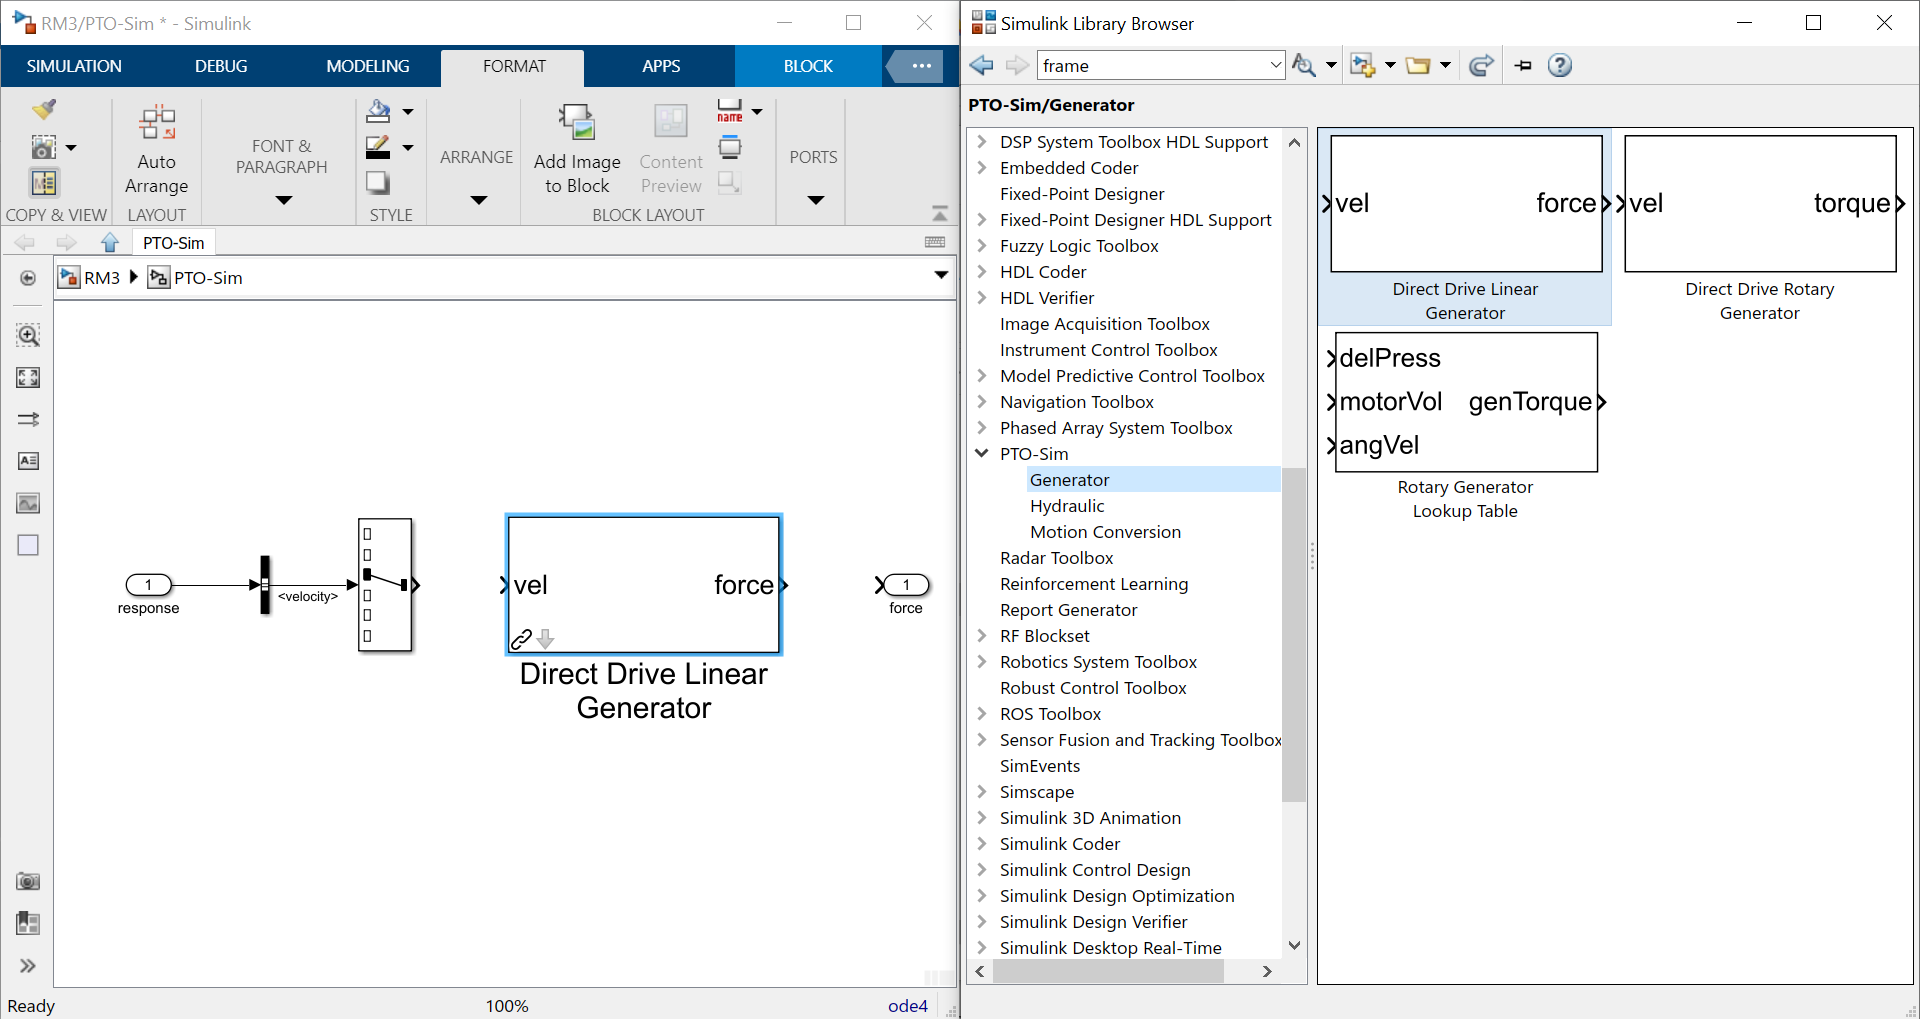 RM3/PTO-Sim * - Simulink
SIMULATION
DEBUG
MODELING
FORMAT
APPS
BLOCK
Auto
Arrange
FONT &
PARAGRAPH
ARRANGE
Add Image
to Block
Content
Preview
name
PORTS
COPY & VIEW
LAYOUT
STYLE
BLOCK LAYOUT
PTO-Sim
RM3
PTO-Sim
1
response
<velocity>
vel
force
Direct Drive Linear
Generator
1
force
Ready
100%
ode4
Simulink Library Browser
frame
PTO-Sim/Generator
DSP System Toolbox HDL Support
Embedded Coder
Fixed-Point Designer
Fixed-Point Designer HDL Support
Fuzzy Logic Toolbox
HDL Coder
HDL Verifier
Image Acquisition Toolbox
Instrument Control Toolbox
Model Predictive Control Toolbox
Navigation Toolbox
Phased Array System Toolbox
PTO-Sim
Generator
Hydraulic
Motion Conversion
Radar Toolbox
Reinforcement Learning
Report Generator
RF Blockset
Robotics System Toolbox
Robust Control Toolbox
ROS Toolbox
Sensor Fusion and Tracking Toolbox
SimEvents
Simscape
Simulink 3D Animation
Simulink Coder
Simulink Control Design
Simulink Design Optimization
Simulink Design Verifier
Simulink Desktop Real-Time
vel
force
Direct Drive Linear
Generator
vel
torque
Direct Drive Rotary
Generator
delPress
motorVol
genTorque
angVel
Rotary Generator
Lookup Table